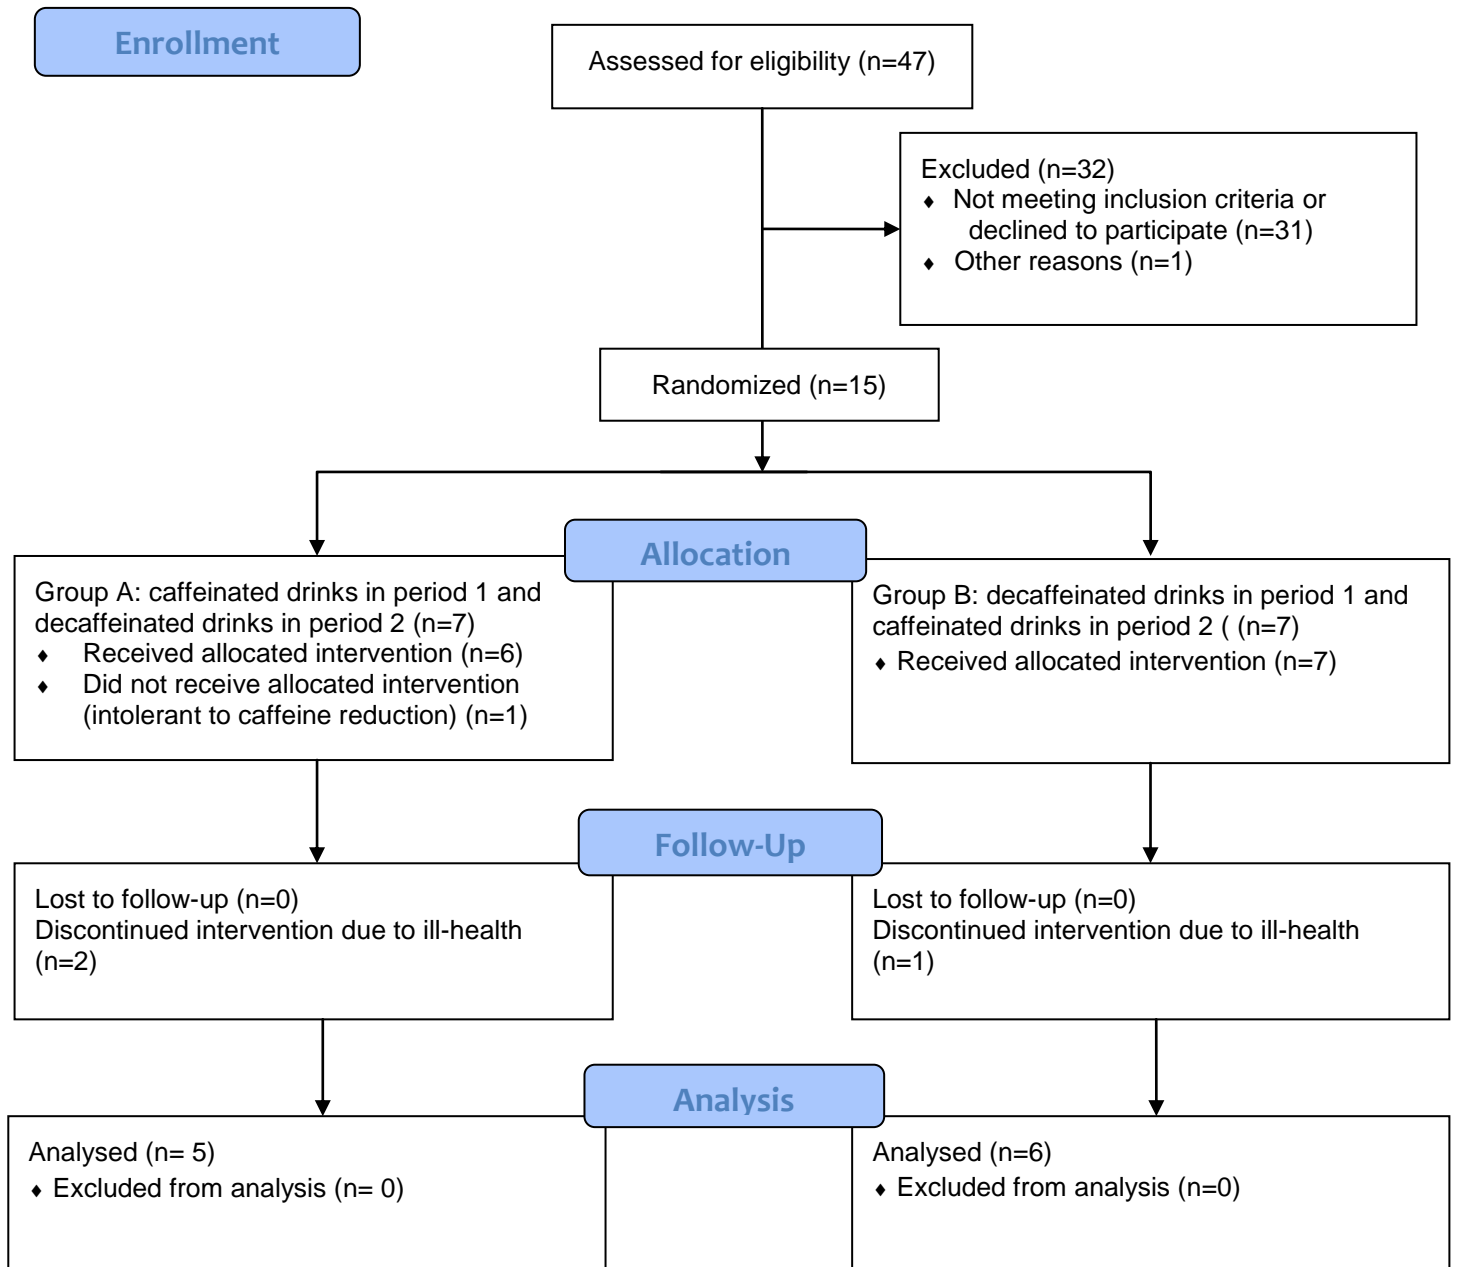 Enrollment
Assessed for eligibility (n=47)
Excluded (n=32)
♦ Not meeting inclusion criteria or
declined to participate (n=31)
♦ Other reasons (n=1)
Randomized (n=15)
Allocation
Group A: caffeinated drinks in period 1 and
decaffeinated drinks in period 2 (n=7)
♦ Received allocated intervention (n=6)
♦ Did not receive allocated intervention
(intolerant to caffeine reduction) (n=1)
Group B: decaffeinated drinks in period 1 and
caffeinated drinks in period 2 ( (n=7)
♦ Received allocated intervention (n=7)
Follow-Up
Lost to follow-up (n=0)
Discontinued intervention due to ill-health
(n=2)
Lost to follow-up (n=0)
Discontinued intervention due to ill-health
(n=1)
Analysis
Analysed (n= 5)
♦ Excluded from analysis (n= 0)
Analysed (n=6)
♦ Excluded from analysis (n=0)